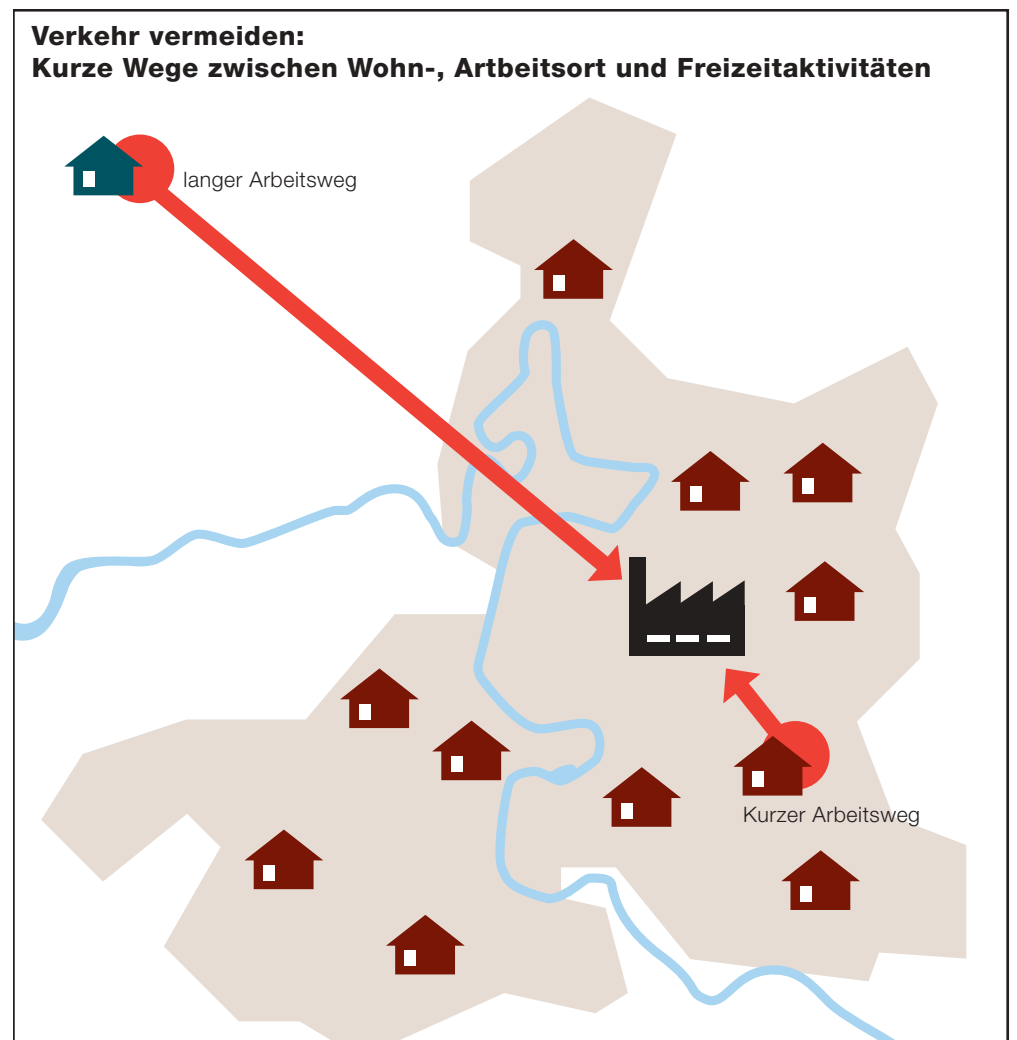 Verkehr vermeiden:
Kurze Wege zwischen Wohn-, Artbeitsort und Freizeitaktivitäten
langer Arbeitsweg
Kurzer Arbeitsweg